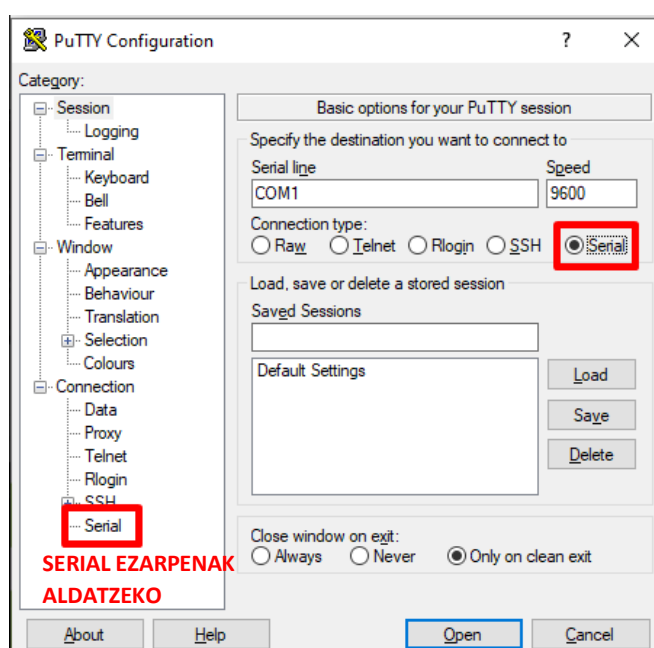 PuTTY Configuration
?
Category:
Session
Logging
Terminal
Keyboard
Bell
Features
Window
Appearance
Behaviour
Translation
Selection
Colours
Connection
Data
Proxy
Telnet
Rlogin
SSH
Serial
SERIAL EZARPENAK
ALDATZEKO
Basic options for your PuTTY session
Specify the destination you want to connect to
Serial line Speed
COM1 9600
Connection type:
Raw Telnet Rlogin SSH Serial
Load, save or delete a stored session
Saved Sessions
Default Settings
Load
Save
Delete
Close window on exit:
Always Never Only on clean exit
About Help Open Cancel